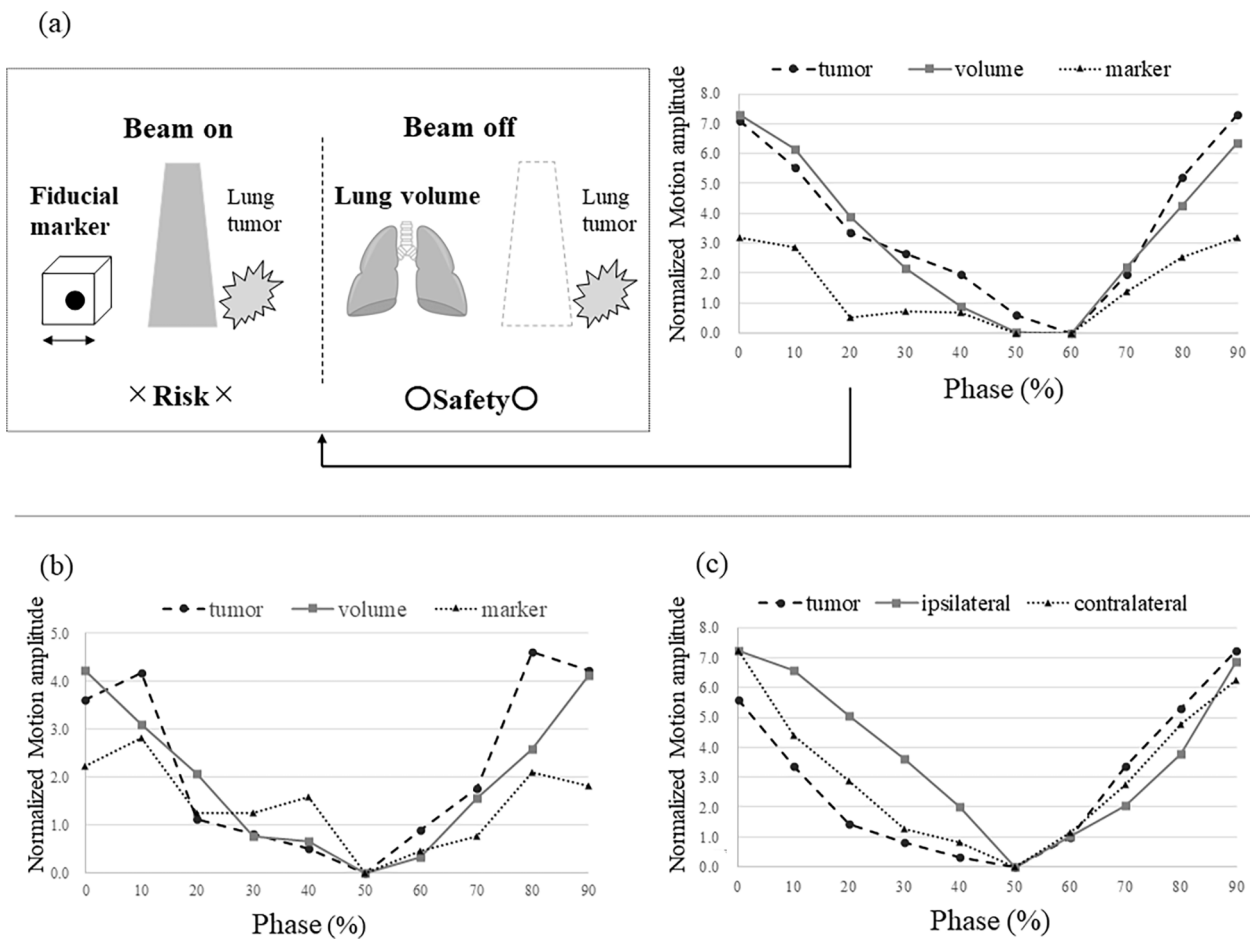 (a)
Beam on
Beam off
Fiducial
marker
Lung
tumor
Lung volume
Lung
tumor
× Risk ×
○Safety○
tumor volume marker
Normalized Motion amplitude
8.0
7.0
6.0
5.0
4.0
3.0
2.0
1.0
0.0
0 10 20 30 40 50 60 70 80 90
Phase (%)
(b)
tumor volume marker
Normalized Motion amplitude
5.0
4.0
3.0
2.0
1.0
0.0
0 10 20 30 40 50 60 70 80 90
Phase (%)
(c)
tumor ipsilateral contralateral
Normalized Motion amplitude
8.0
7.0
6.0
5.0
4.0
3.0
2.0
1.0
0.0
0 10 20 30 40 50 60 70 80 90
Phase (%)